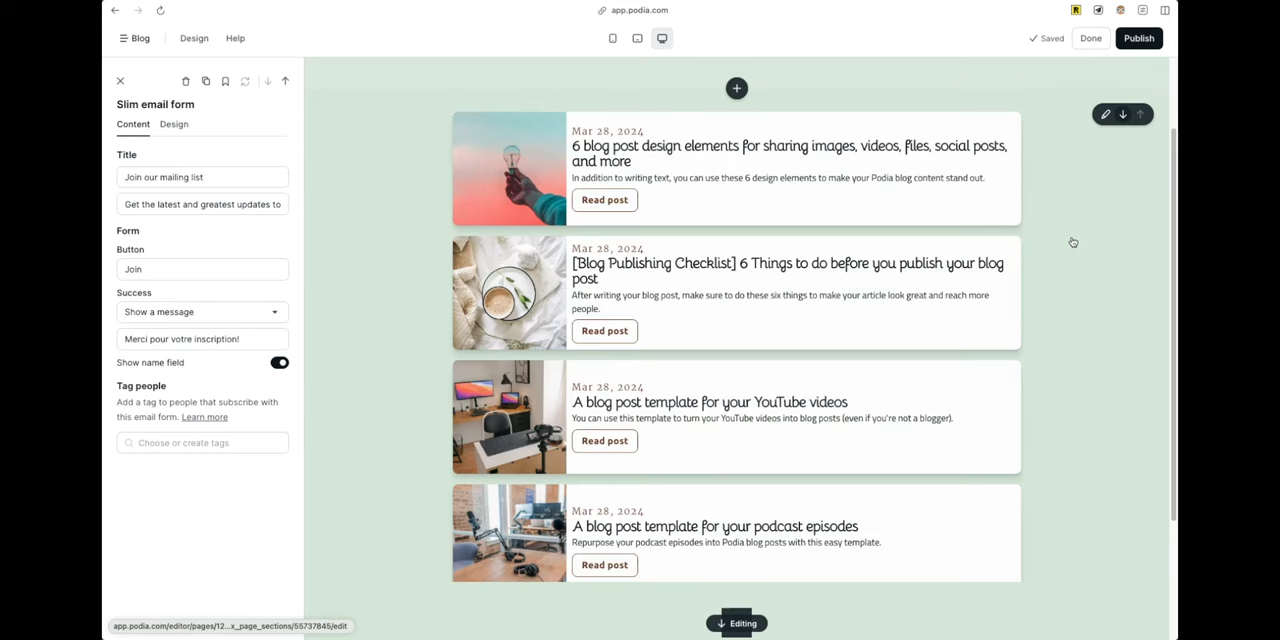 app.podia.com
R
Blog
Design
Help
Saved
Done
Publish
Slim email form
Content
Design
Title
Join our mailing list
Get the latest and greatest updates to
Form
Button
Join
Success
Show a message
Merci pour votre inscription!
Show name field
Tag people
Add a tag to people that subscribe with
this email form. Learn more
Choose or create tags
app.podia.com/editor/pages/12...x_page_sections/55737845/edit
Mar 28, 2024
6 blog post design elements for sharing images, videos, files, social posts,
and more
In addition to writing text, you can use these 6 design elements to make your Podia blog content stand out.
Read post
Mar 28, 2024
[Blog Publishing Checklist] 6 Things to do before you publish your blog
post
After writing your blog post, make sure to do these six things to make your article look great and reach more
people.
Read post
Mar 28, 2024
A blog post template for your YouTube videos
You can use this template to turn your YouTube videos into blog posts (even if you're not a blogger).
Read post
Mar 28, 2024
A blog post template for your podcast episodes
Repurpose your podcast episodes into Podia blog posts with this easy template.
Read post
Editing